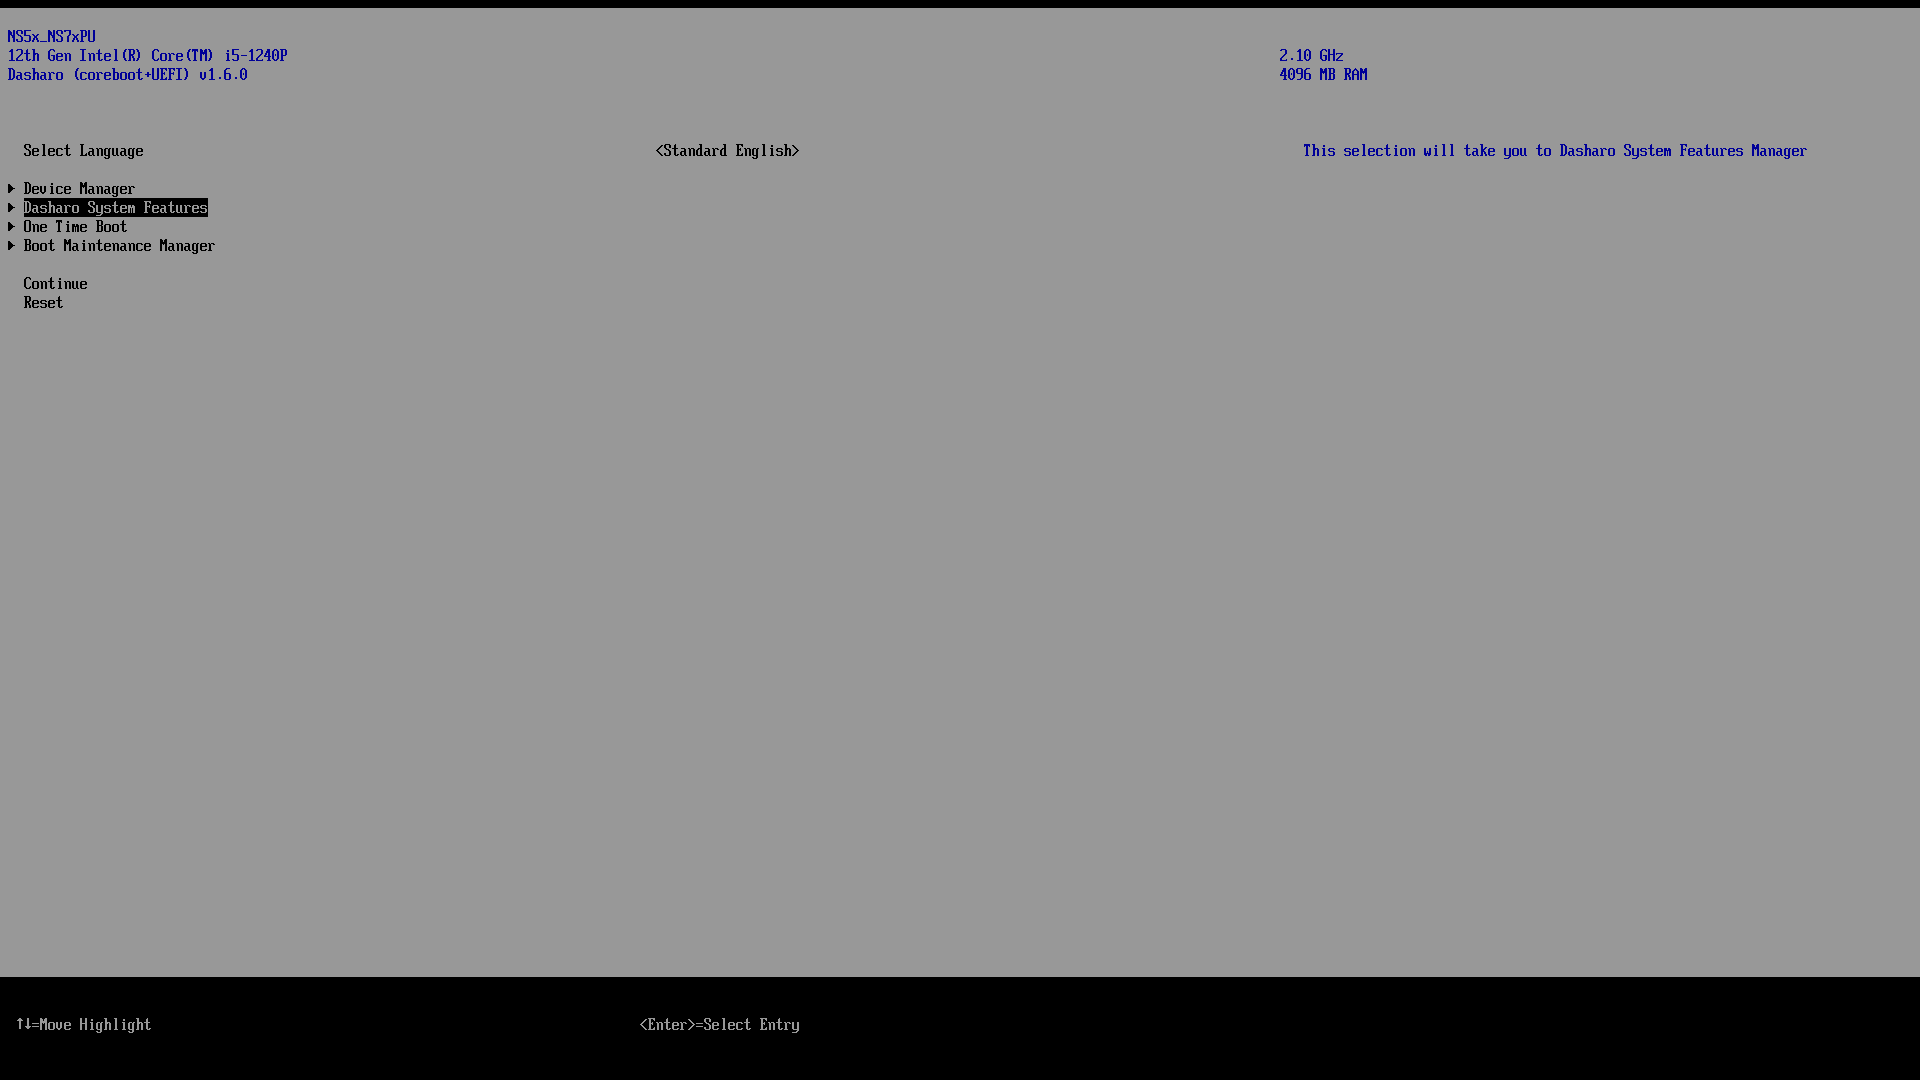 NS5x_NS7xPU
12th Gen Intel(R) Core(TM) i5-1240P 2.10 GHz
Dasharo (coreboot+UEFI) v1.6.0 4096 MB RAM
Select Language <Standard English> This selection will take you to Dasharo System Features Manager
Device Manager
Dasharo System Features
One Time Boot
Boot Maintenance Manager
Continue
Reset
↑↓=Move Highlight <Enter>=Select Entry